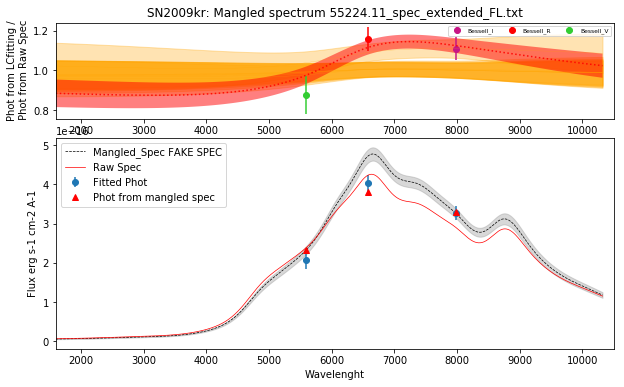 SN2009kr: Mangled spectrum 55224.11_spec_extended_FL.txt
Phot from LCfitting /
Phot from Raw Spec
1.2
1.0
0.8
Bessell_I
Bessell_R
Bessell_V
2000 3000 4000 5000 6000 7000 8000 9000 10000
Flux erg s-1 cm-2 A-1
5
4
3
2
1
0
Mangled_Spec FAKE SPEC
Raw Spec
Fitted Phot
Phot from mangled spec
2000 3000 4000 5000 6000 7000 8000 9000 10000
Wavelenght